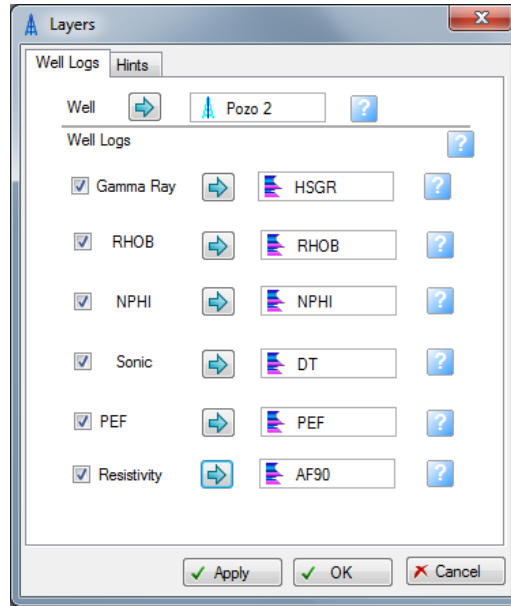 Layers
Well Logs Hints
Well Pozo 2 ?
Well Logs ?
Gamma Ray HSGR ?
RHOB RHOB ?
NPHI NPHI ?
Sonic DT ?
PEF PEF ?
Resistivity AF90 ?
Apply OK Cancel